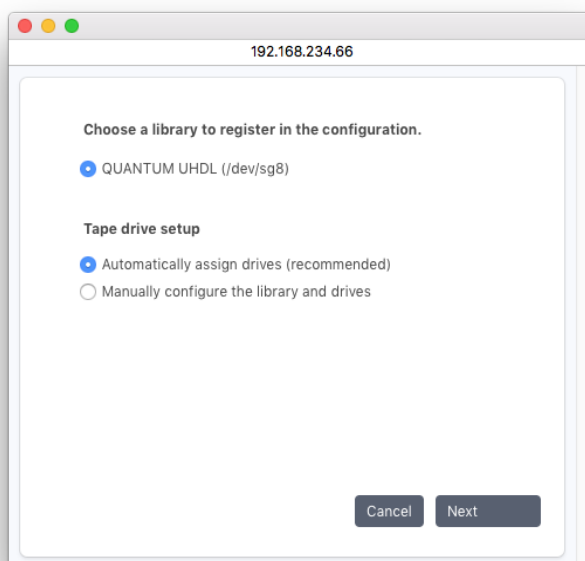 192.168.234.66
Choose a library to register in the configuration.
QUANTUM UHDL (/dev/sg8)
Tape drive setup
Automatically assign drives (recommended)
Manually configure the library and drives
Cancel Next